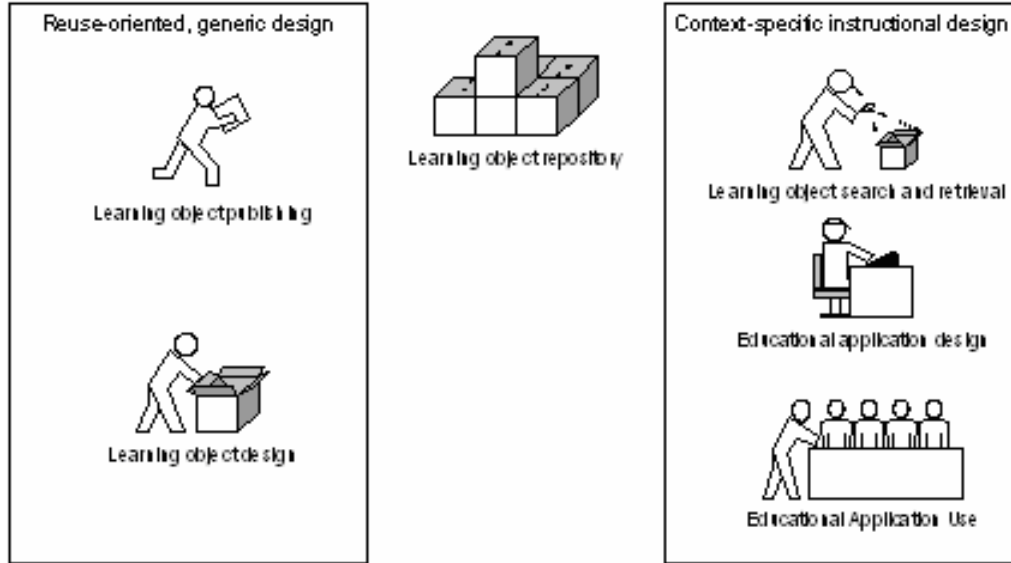 Reuse-oriented, generic design
Learning object publishing
Learning object design
Learning object repository
Context-specific instructional design
Learning object search and retrieval
Educational application design
Educational Application Use